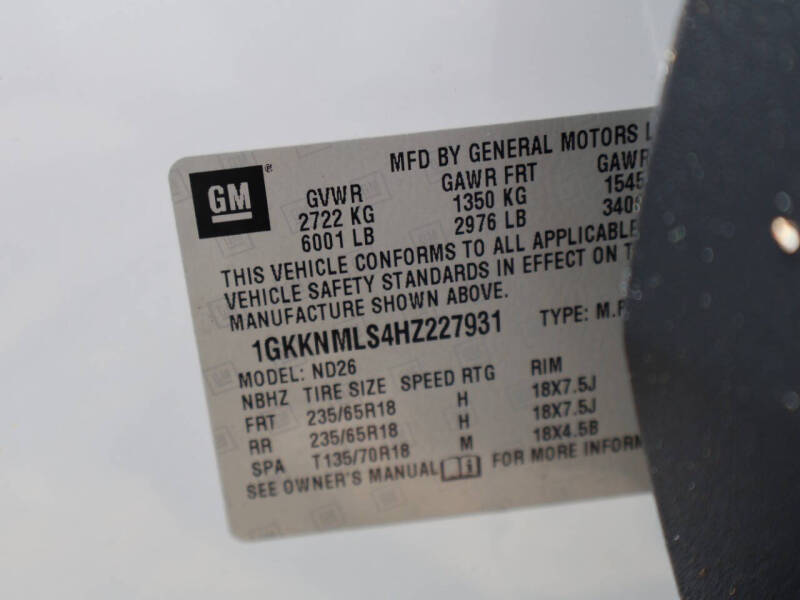 MFD BY GENERAL MOTORS
GM®
GVWR GAWR FRT GAWR
2722 KG 1350 KG 1545
6001 LB 2976 LB 340
THIS VEHICLE CONFORMS TO ALL APPLICABLE
VEHICLE SAFETY STANDARDS IN EFFECT ON
MANUFACTURE SHOWN ABOVE.
1GKKNMLS4HZ227931 TYPE: M.P
MODEL: ND26
NBHZ TIRE SIZE SPEED RTG RIM
FRT 235/65R18 H 18X7.5J
RR 235/65R18 H 18X7.5J
SPA T135/70R18 M 18X4.5B
SEE OWNER'S MANUAL FOR MORE INFORM